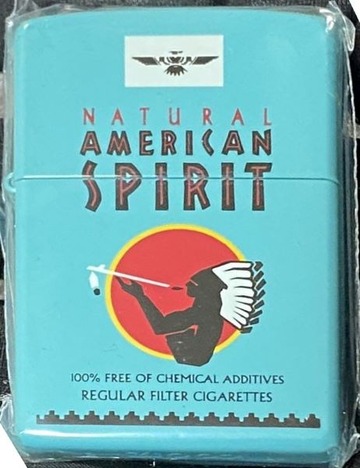 NATURAL
AMERICAN
SPIRIT
100% FREE OF CHEMICAL ADDITIVES
REGULAR FILTER CIGARETTES